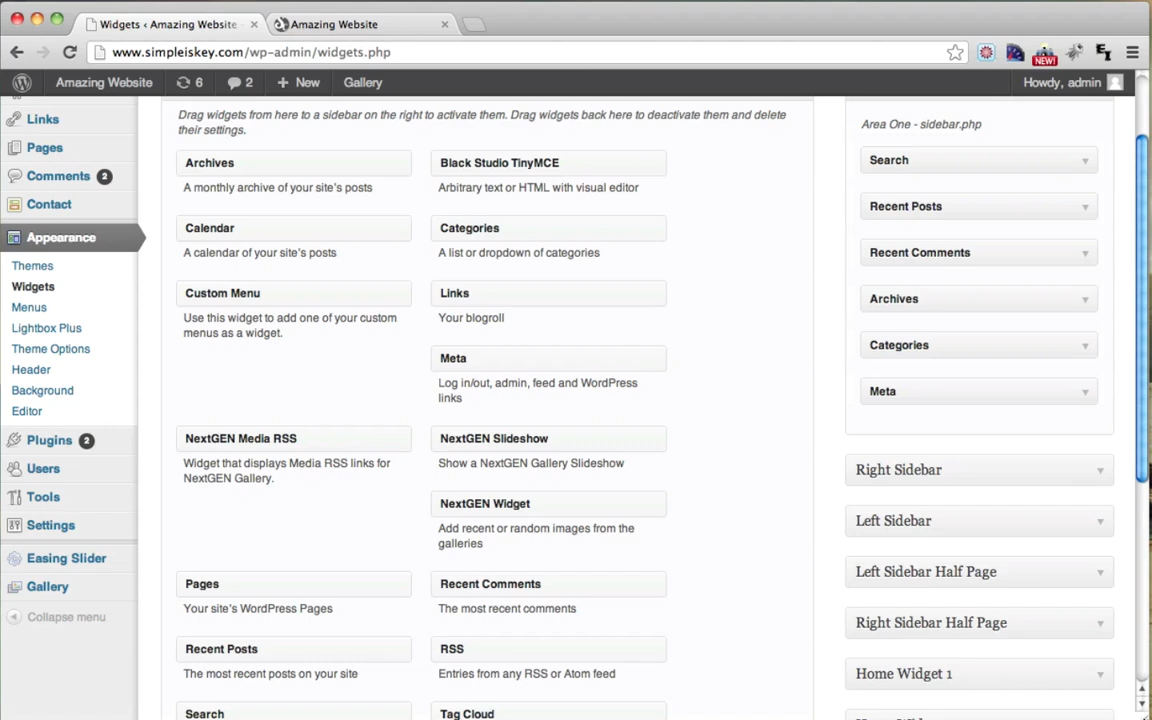 Widgets ‹ Amazing Website
Amazing Website
www.simpleiskey.com/wp-admin/widgets.php
NEW!
EI
Amazing Website
6
2
+ New
Gallery
Howdy, admin
Links
Pages
Comments 2
Contact
Appearance
Themes
Widgets
Menus
Lightbox Plus
Theme Options
Header
Background
Editor
Plugins 2
Users
Tools
Settings
Easing Slider
Gallery
Collapse menu
Drag widgets from here to a sidebar on the right to activate them. Drag widgets back here to deactivate them and delete
their settings.
Archives
A monthly archive of your site's posts
Black Studio TinyMCE
Arbitrary text or HTML with visual editor
Calendar
A calendar of your site's posts
Categories
A list or dropdown of categories
Custom Menu
Use this widget to add one of your custom
menus as a widget.
Links
Your blogroll
Meta
Log in/out, admin, feed and WordPress
links
NextGEN Media RSS
Widget that displays Media RSS links for
NextGEN Gallery.
NextGEN Slideshow
Show a NextGEN Gallery Slideshow
NextGEN Widget
Add recent or random images from the
galleries
Pages
Your site's WordPress Pages
Recent Comments
The most recent comments
Recent Posts
The most recent posts on your site
RSS
Entries from any RSS or Atom feed
Search
Tag Cloud
Area One - sidebar.php
Search
Recent Posts
Recent Comments
Archives
Categories
Meta
Right Sidebar
Left Sidebar
Left Sidebar Half Page
Right Sidebar Half Page
Home Widget 1